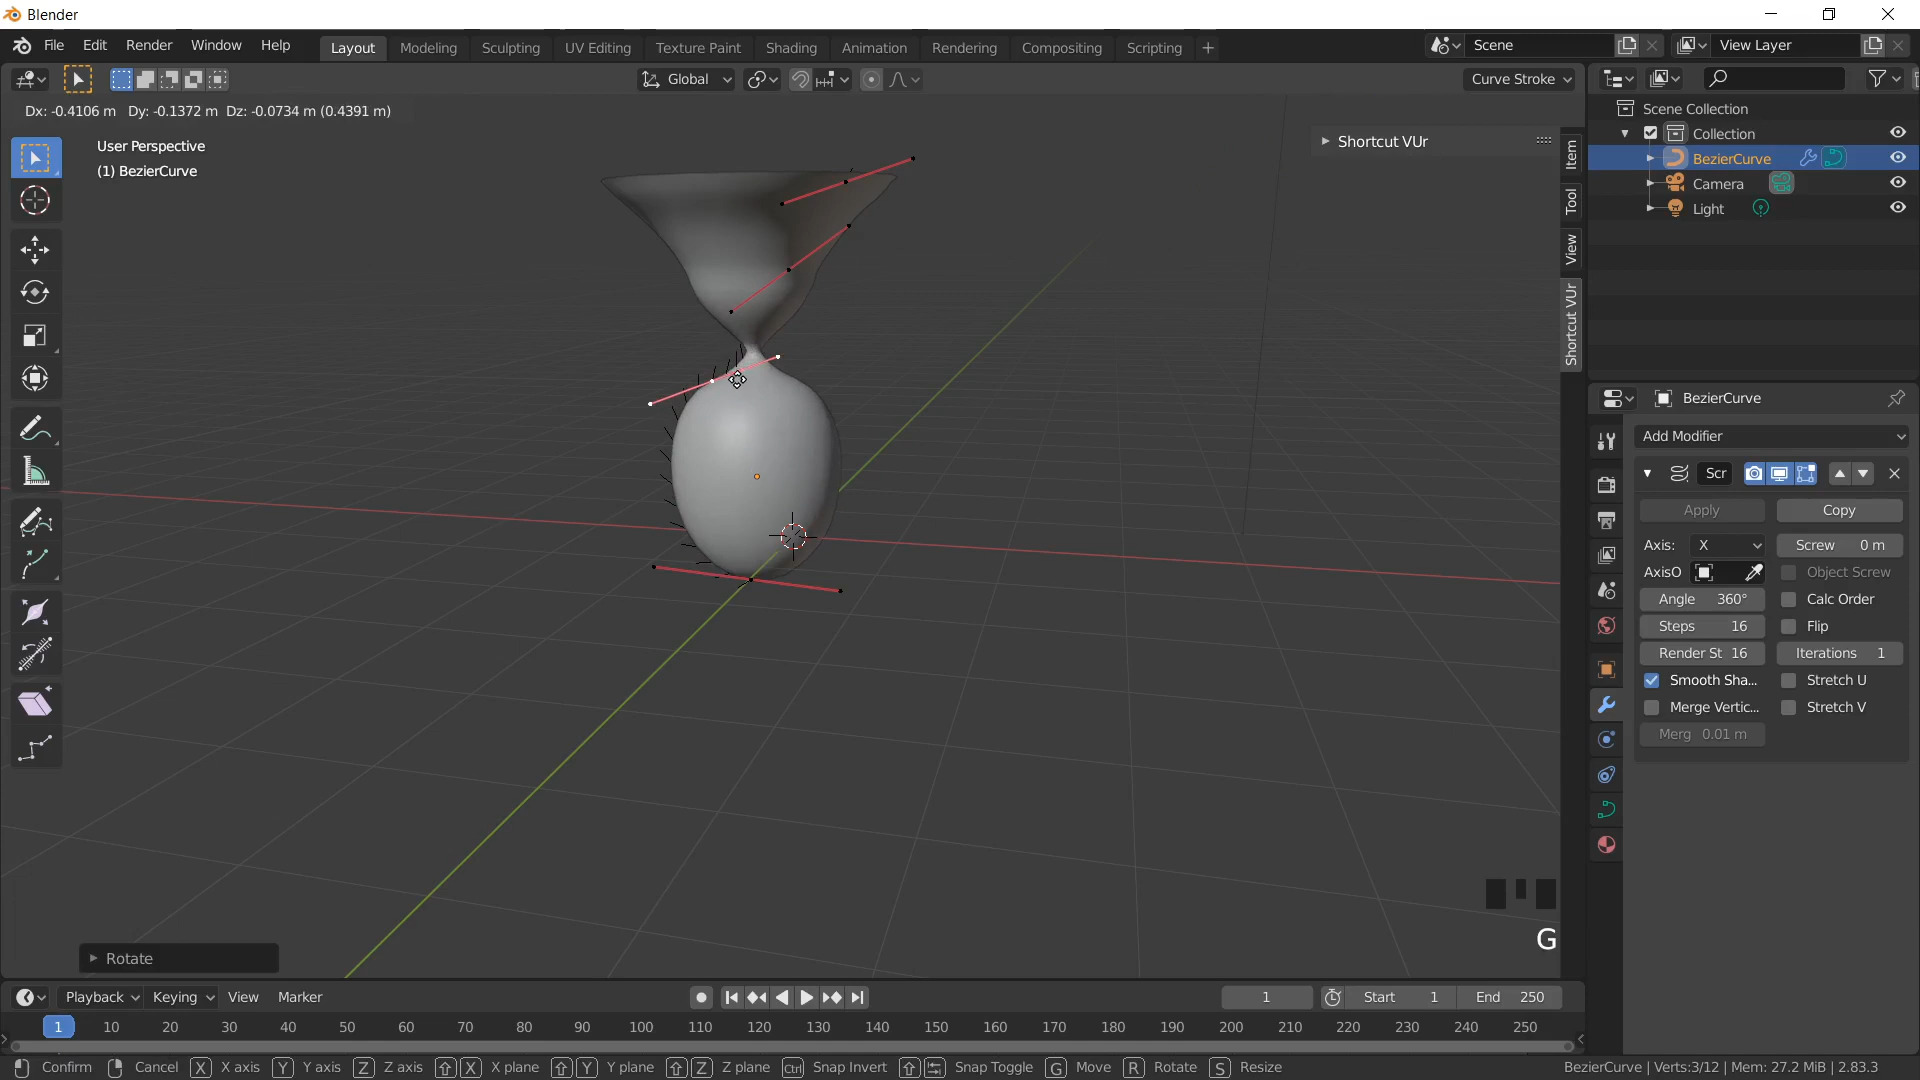 Blender
File Edit Render Window Help Layout Modeling Sculpting UV Editing Texture Paint Shading Animation Rendering Compositing Scripting + Scene View Layer
Global Curve Stroke
Dx: -0.4106 m Dy: -0.1372 m Dz: -0.0734 m (0.4391 m)
User Perspective
(1) BezierCurve
Shortcut VUr
Item
Tool
View
Shortcut VUr
Scene Collection
Collection
BezierCurve
Camera
Light
BezierCurve
Add Modifier
Scr
Apply Copy
Axis: X Screw 0 m
AxisO Object Screw
Angle 360° Calc Order
Steps 16 Flip
Render St 16 Iterations 1
Smooth Sha... Stretch U
Merge Vertic... Stretch V
Merg 0.01 m
G
Rotate
Playback Keying View Marker 1 Start 1 End 250
1 10 20 30 40 50 60 70 80 90 100 110 120 130 140 150 160 170 180 190 200 210 220 230 240 250
Confirm Cancel X X axis Y Y axis Z Z axis X X plane Y Y plane Z Z plane Ctrl Snap Invert Snap Toggle G Move R Rotate S Resize BezierCurve | Verts:3/12 | Mem: 27.2 MiB | 2.83.3